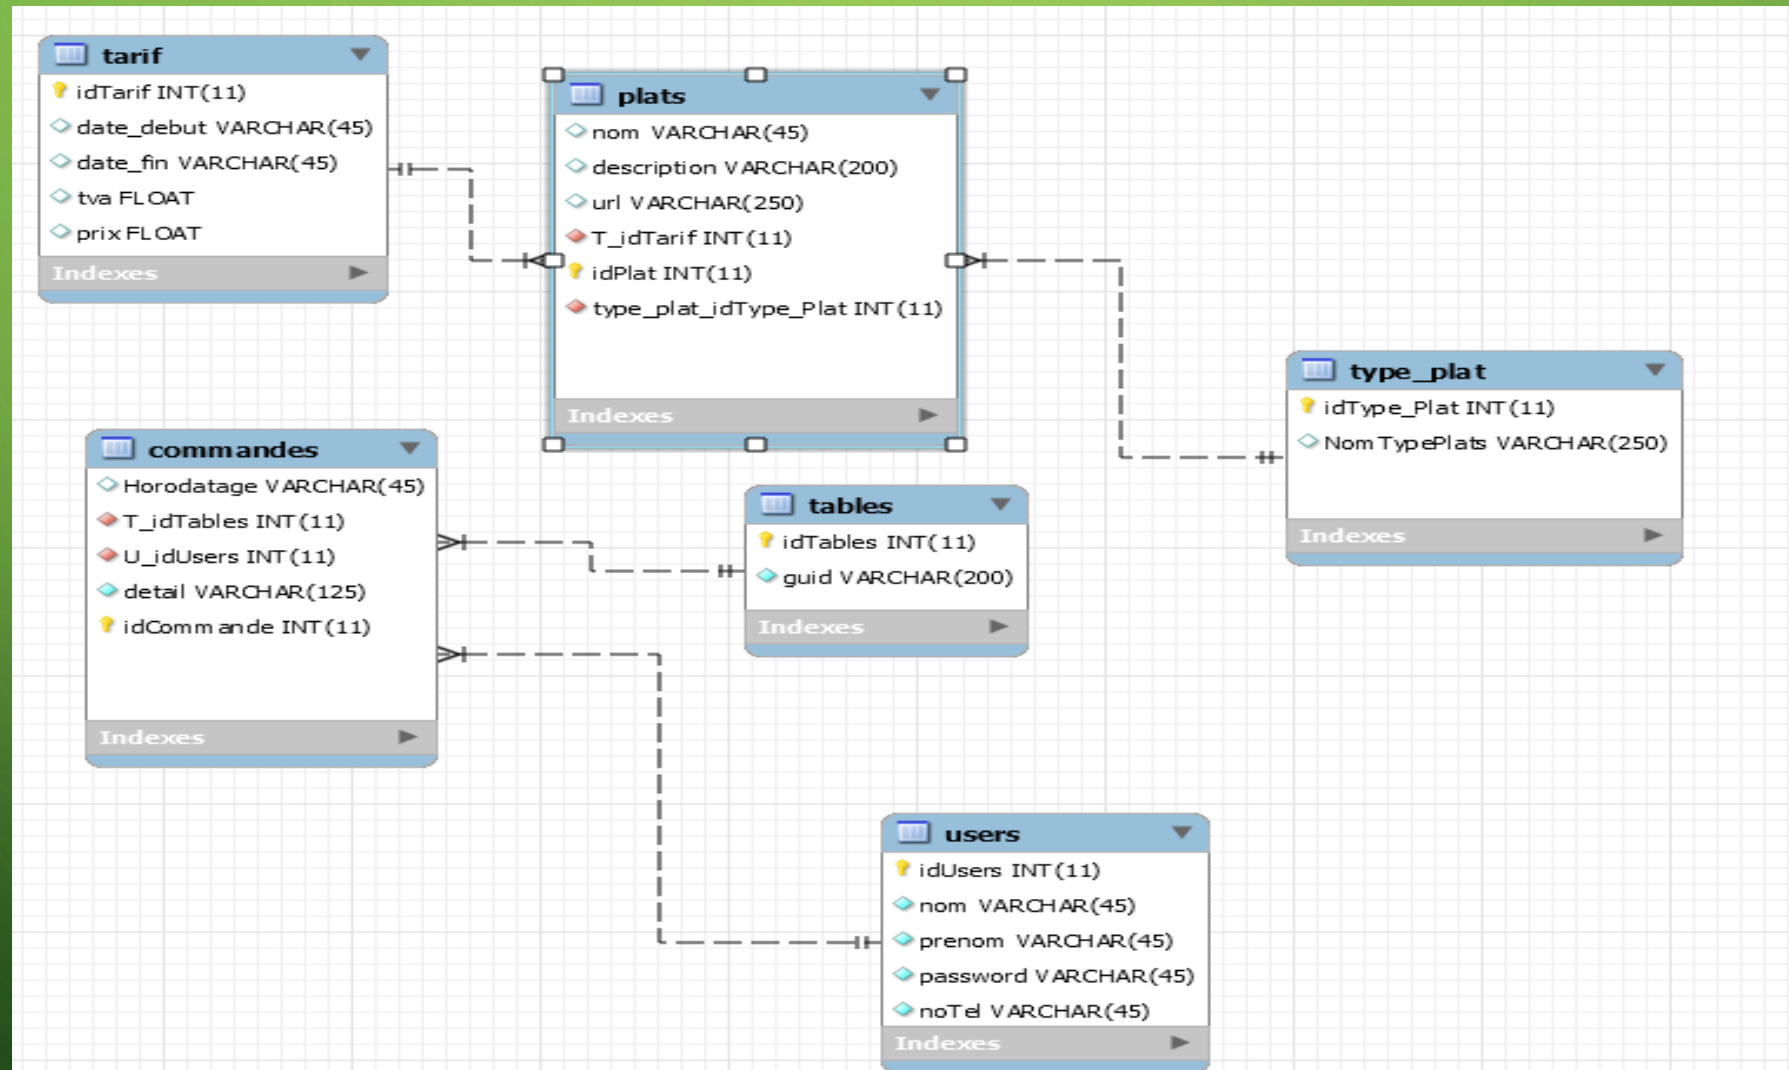 tarif
idTarif INT(11)
date_debut VARCHAR(45)
date_fin VARCHAR(45)
tva FLOAT
prix FLOAT
Indexes
plats
nom VARCHAR(45)
description VARCHAR(200)
url VARCHAR(250)
T_idTarif INT(11)
idPlat INT(11)
type_plat_idType_Plat INT(11)
Indexes
type_plat
idType_Plat INT(11)
NomTypePlats VARCHAR(250)
Indexes
commandes
Horodatage VARCHAR(45)
T_idTables INT(11)
U_idUsers INT(11)
detail VARCHAR(125)
idCommande INT(11)
Indexes
tables
idTables INT(11)
guid VARCHAR(200)
Indexes
users
idUsers INT(11)
nom VARCHAR(45)
prenom VARCHAR(45)
password VARCHAR(45)
noTel VARCHAR(45)
Indexes